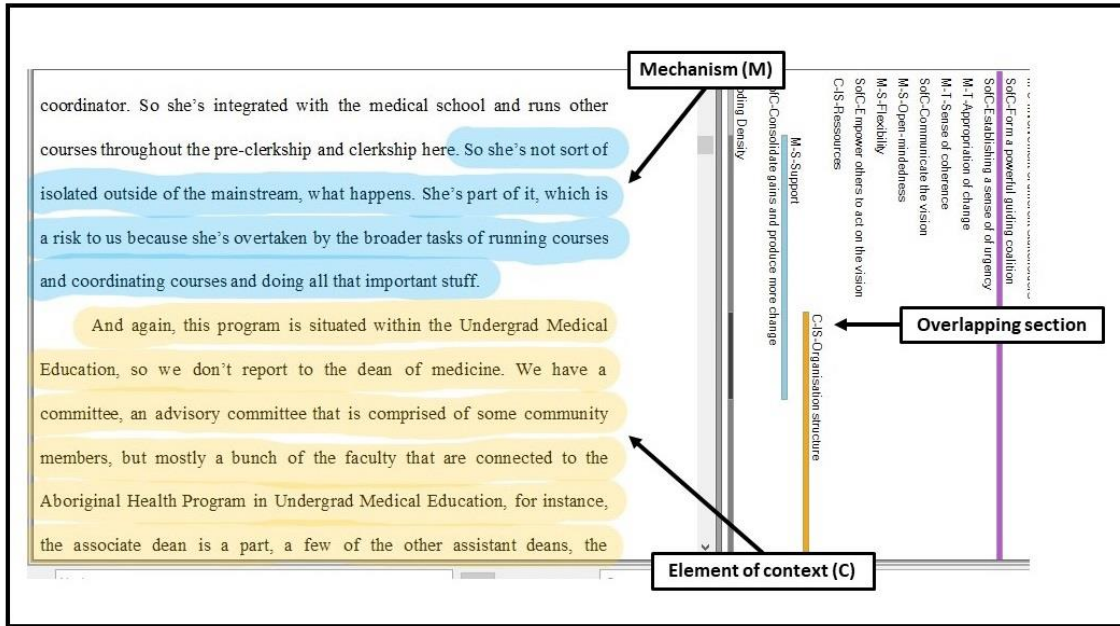 Mechanism (M)
coordinator. So she's integrated with the medical school and runs other
courses throughout the pre-clerkship and clerkship here. So she's not sort of
isolated outside of the mainstream, what happens. She's part of it, which is
a risk to us because she's overtaken by the broader tasks of running courses
and coordinating courses and doing all that important stuff.
And again, this program is situated within the Undergrad Medical
Education, so we don't report to the dean of medicine. We have a
committee, an advisory committee that is comprised of some community
members, but mostly a bunch of the faculty that are connected to the
Aboriginal Health Program in Undergrad Medical Education, for instance,
the associate dean is a part, a few of the other assistant deans, the
oding Density
SofC-Consolidate gains and produce more change
M-S-Support
C-IS-Organisation structure
C-IS-Ressources
SofC-Empower others to act on the vision
M-S-Flexibility
M-S-Open-mindedness
SofC-Communicate the vision
M-T-Sense of coherence
M-T-Appropriation of change
SofC-Establishing a sense of of urgency
SofC-Form a powerful guiding coalition
Overlapping section
Element of context (C)